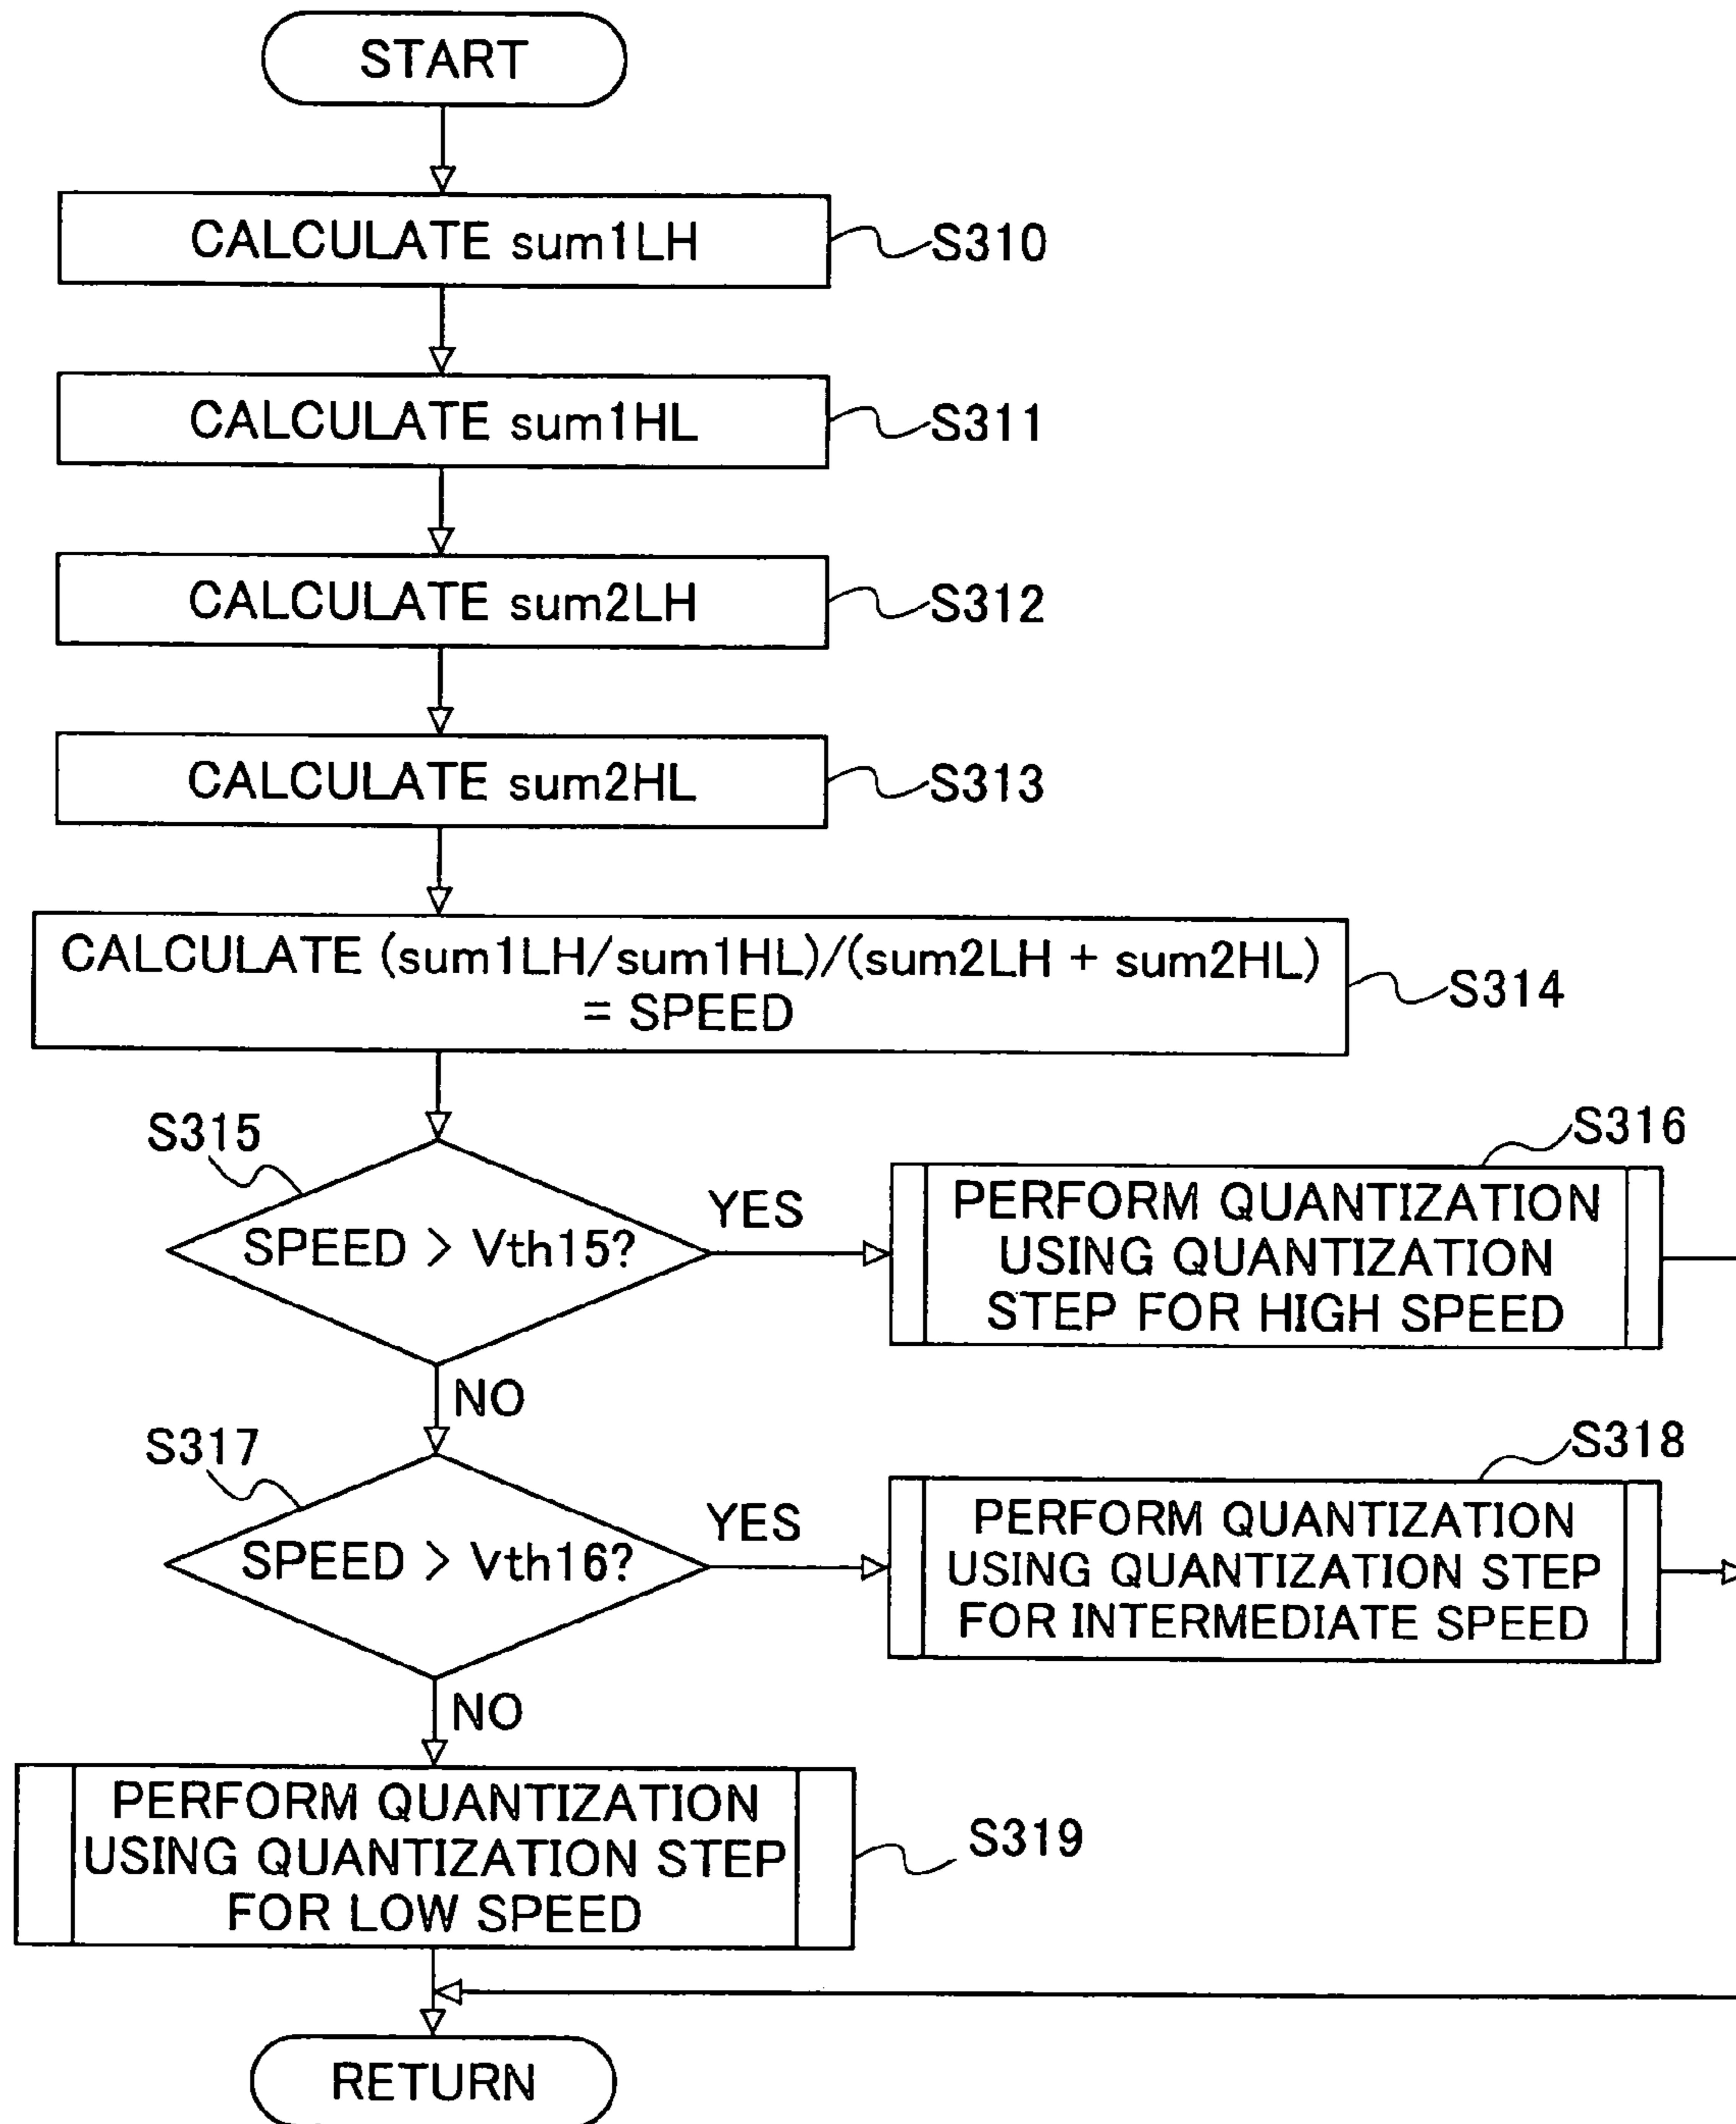 START
CALCULATE sum1LH
S310
CALCULATE sum1HL
S311
CALCULATE sum2LH
S312
CALCULATE sum2HL
S313
CALCULATE (sum1LH/sum1HL)/(sum2LH + sum2HL)
= SPEED
S314
S315
SPEED > Vth15?
YES
S316
PERFORM QUANTIZATION
USING QUANTIZATION
STEP FOR HIGH SPEED
NO
S317
SPEED > Vth16?
YES
S318
PERFORM QUANTIZATION
USING QUANTIZATION STEP
FOR INTERMEDIATE SPEED
NO
PERFORM QUANTIZATION
USING QUANTIZATION STEP
FOR LOW SPEED
S319
RETURN